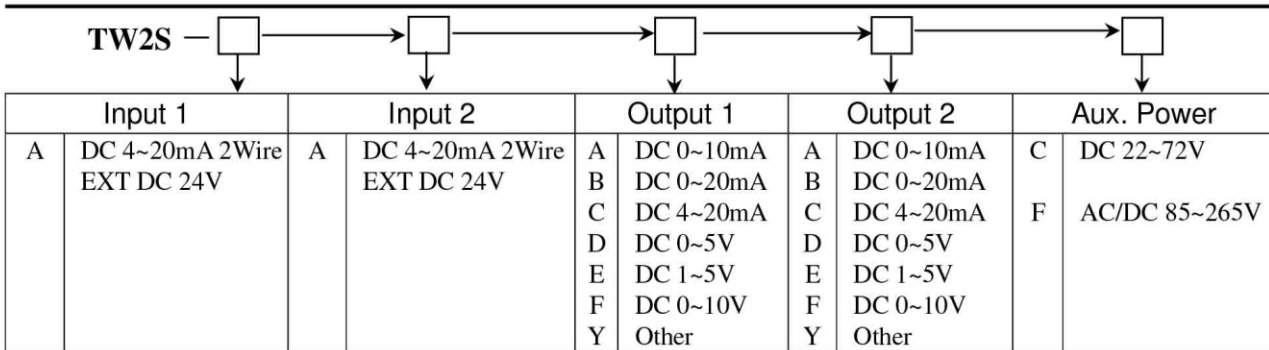 TW2S —
Input 1 Input 2 Output 1 Output 2 Aux. Power
A DC 4~20mA 2Wire A DC 4~20mA 2Wire A DC 0~10mA A DC 0~10mA C DC 22~72V
EXT DC 24V EXT DC 24V B DC 0~20mA B DC 0~20mA
C DC 4~20mA C DC 4~20mA F AC/DC 85~265V
D DC 0~5V D DC 0~5V
E DC 1~5V E DC 1~5V
F DC 0~10V F DC 0~10V
Y Other Y Other